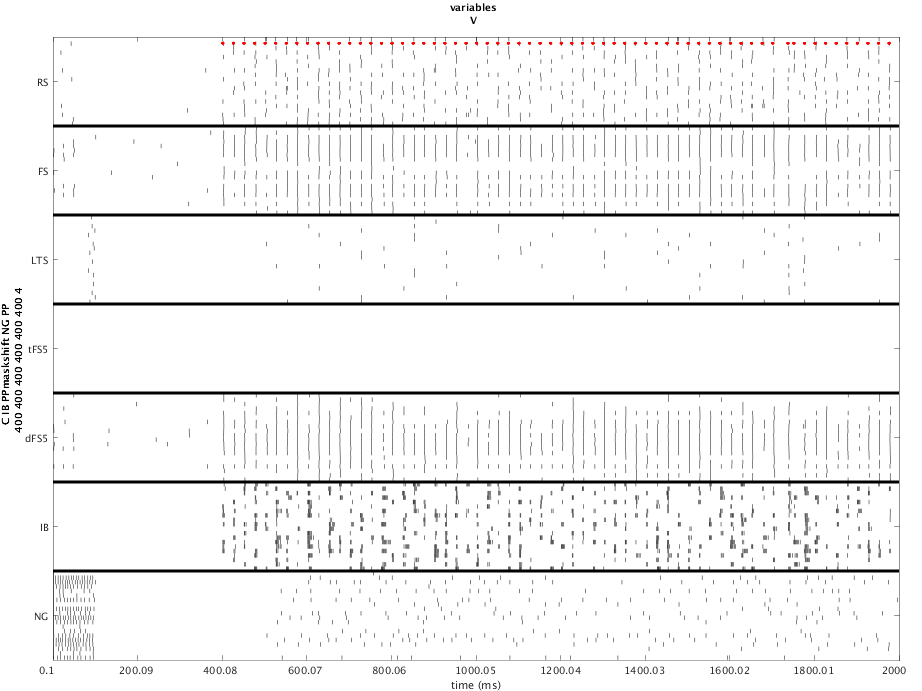 variables
V
RS
FS
LTS
tFS5
dFS5
IB
NG
C IB PPmaskshift NG PP
400 400 400 400 400 400 4
0.1 200.09 400.08 600.07 800.06 1000.05 1200.04 1400.03 1600.02 1800.01 2000
time (ms)